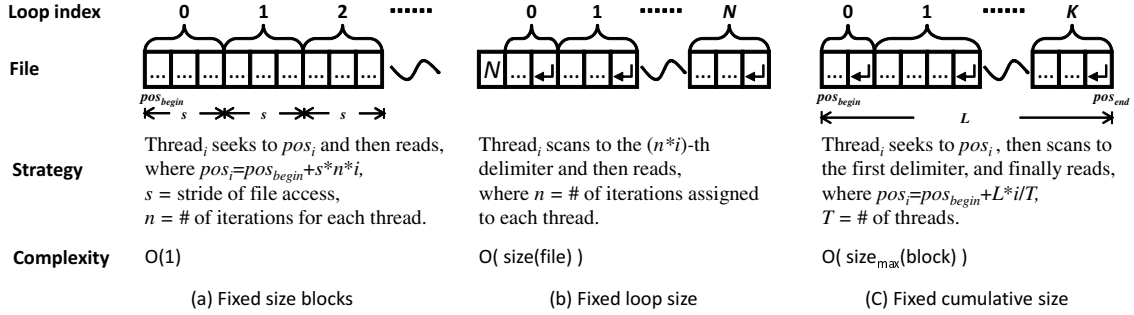 Loop index 0 1 2 ...... 0 1 ...... N 0 1 ...... K
File ... ... ... ... ... ... ... ... ... N ... ↵ ... ... ↵ ... ... ↵ ... ↵ ... ... ↵ ... ... ↵
pos_begin pos_begin pos_end
s s s L
Strategy
Thread_i seeks to pos_i and then reads,
where pos_i=pos_begin+s*n*i,
s = stride of file access,
n = # of iterations for each thread.
Thread_i scans to the (n*i)-th
delimiter and then reads,
where n = # of iterations assigned
to each thread.
Thread_i seeks to pos_i , then scans to
the first delimiter, and finally reads,
where pos_i=pos_begin+L*i/T,
T = # of threads.
Complexity O(1) O( size(file) ) O( size_max(block) )
(a) Fixed size blocks (b) Fixed loop size (C) Fixed cumulative size